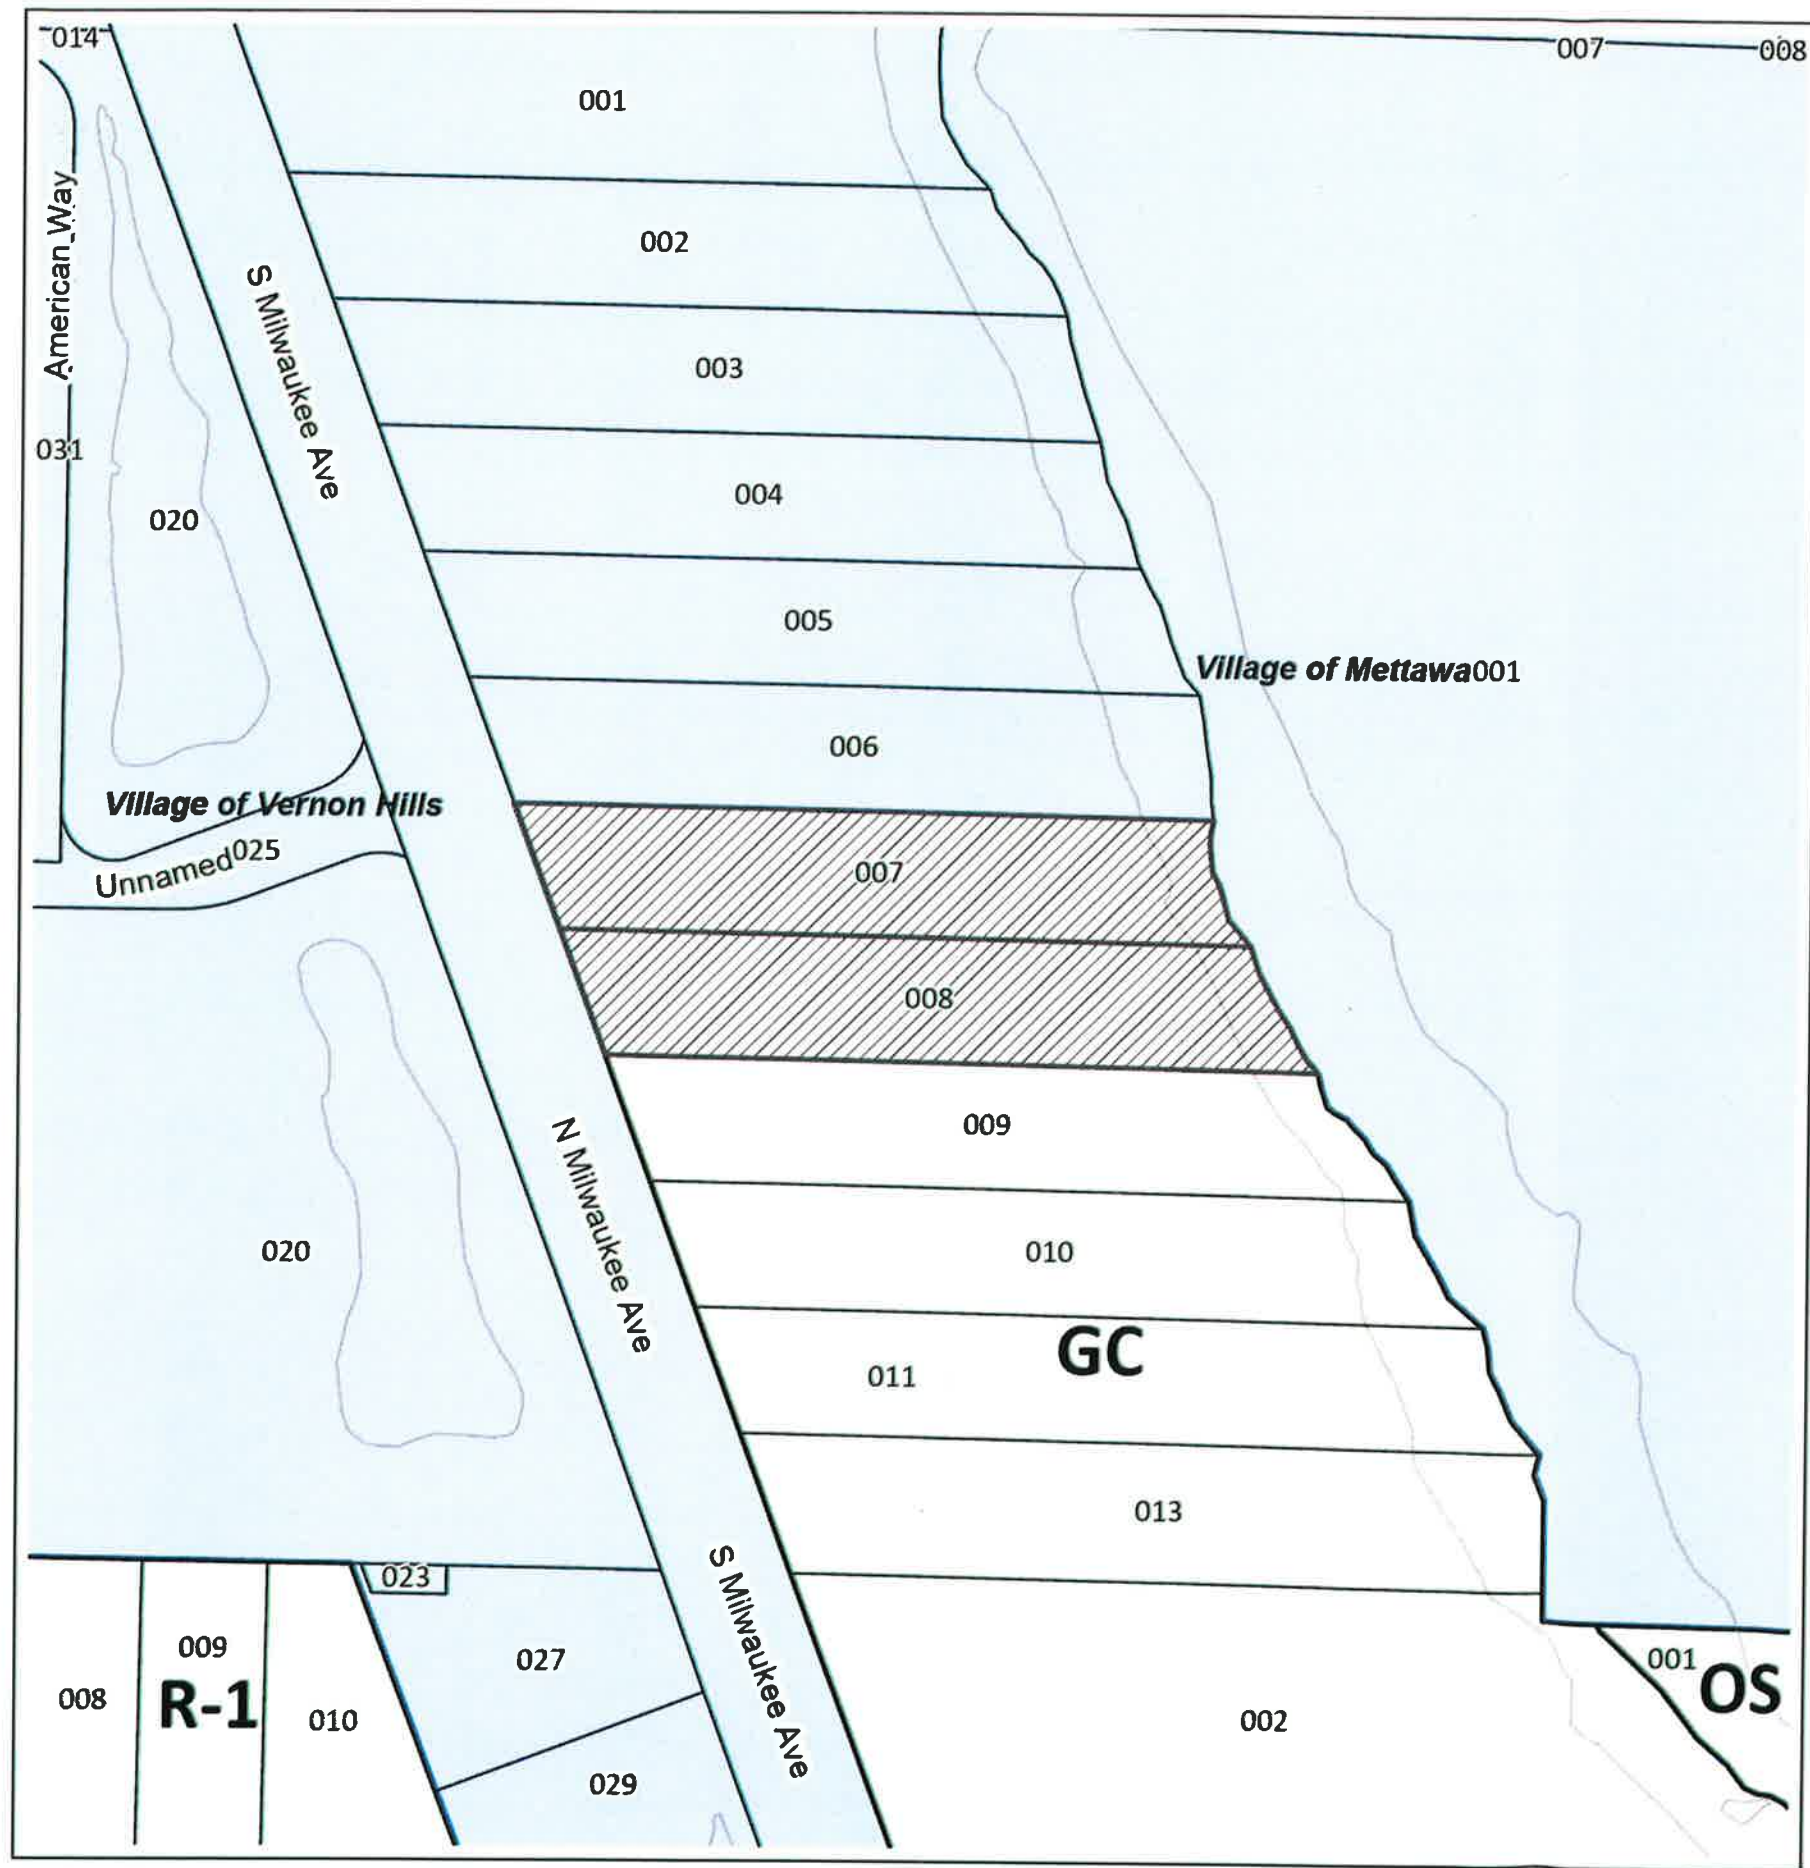 014
007
008
001
American Way
002
S Milwaukee Ave
003
031
004
020
005
Village of Mettawa001
006
Village of Vernon Hills
Unnamed025
007
008
009
N Milwaukee Ave
020
010
GC
011
013
023
S Milwaukee Ave
009
027
001
OS
008
R-1
010
002
029